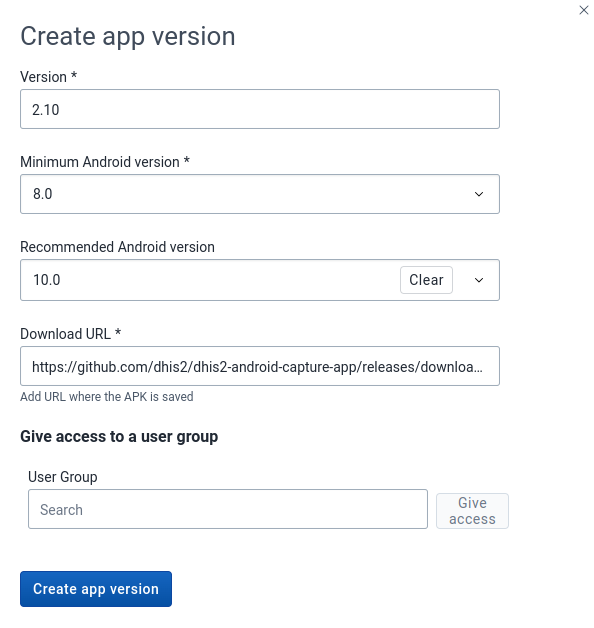 Create app version
Version *
2.10
Minimum Android version *
8.0
Recommended Android version
10.0
Clear
Download URL *
https://github.com/dhis2/dhis2-android-capture-app/releases/downloa...
Add URL where the APK is saved
Give access to a user group
User Group
Search
Give
access
Create app version